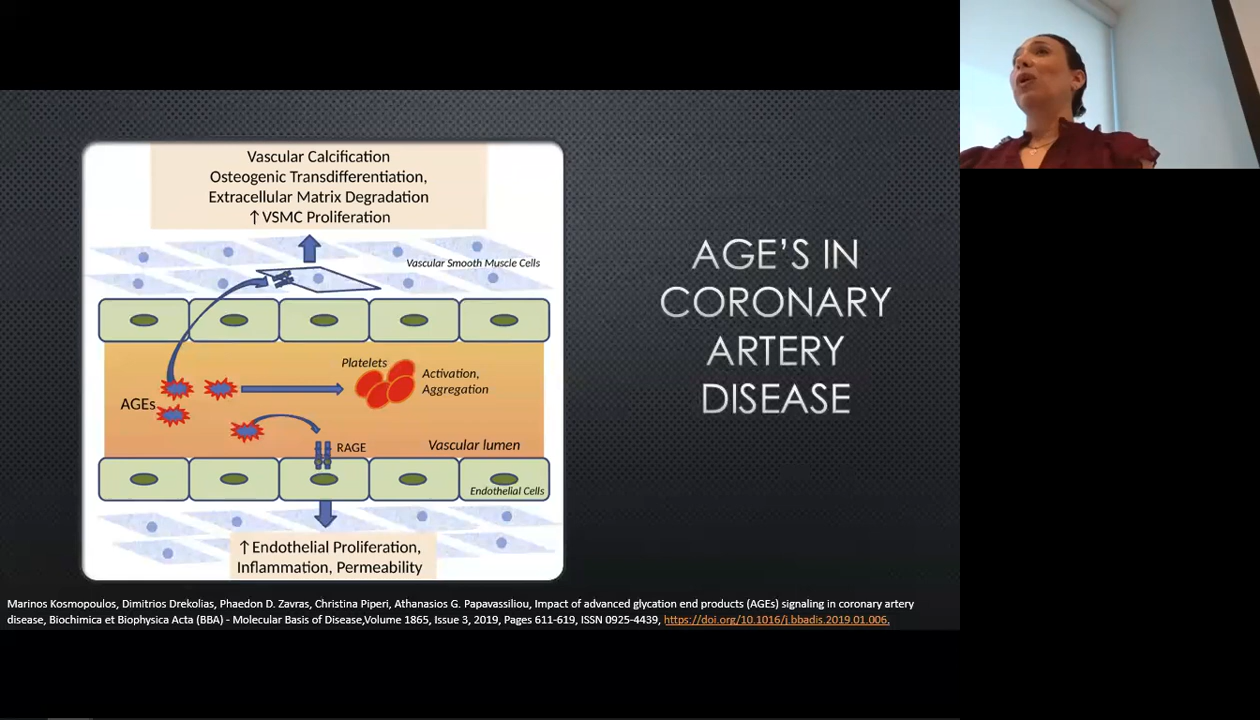 Vascular Calcification
Osteogenic Transdifferentiation,
Extracellular Matrix Degradation
↑VSMC Proliferation
Vascular Smooth Muscle Cells
Platelets
Activation,
Aggregation
AGEs
RAGE
Vascular lumen
Endothelial Cells
↑Endothelial Proliferation,
Inflammation, Permeability
AGE'S IN
CORONARY
ARTERY
DISEASE
Marinos Kosmopoulos, Dimitrios Drekolias, Phaedon D. Zavras, Christina Piperi, Athanasios G. Papavassiliou, Impact of advanced glycation end products (AGEs) signaling in coronary artery
disease, Biochimica et Biophysica Acta (BBA) - Molecular Basis of Disease,Volume 1865, Issue 3, 2019, Pages 611-619, ISSN 0925-4439, https://doi.org/10.1016/j.bbadis.2019.01.006.